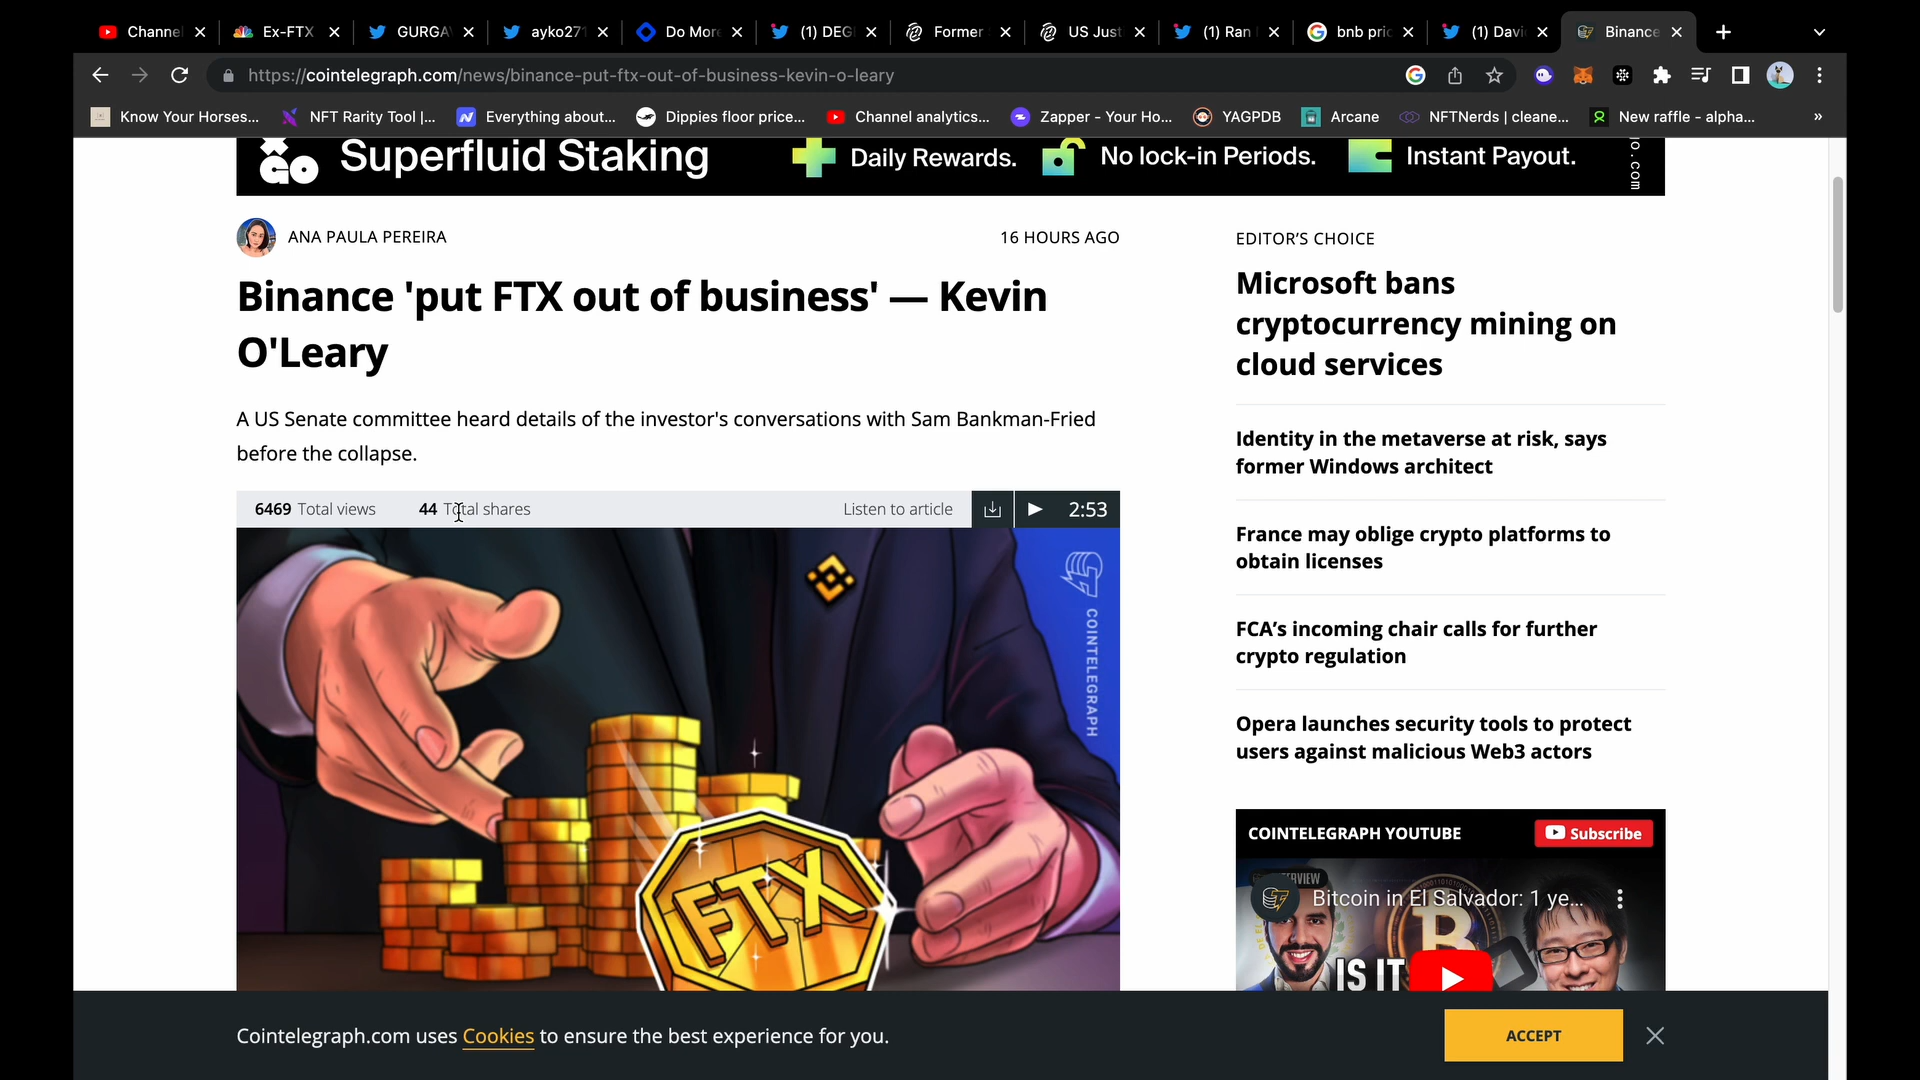 Channel
Ex-FTX
GURGAV
ayko271
Do More
(1) DEG
Former
US Just
(1) Ran
bnb pric
(1) Davi
Binance
https://cointelegraph.com/news/binance-put-ftx-out-of-business-kevin-o-leary
Know Your Horses...
NFT Rarity Tool |...
Everything about...
Dippies floor price...
Channel analytics...
Zapper - Your Ho...
YAGPDB
Arcane
NFTNerds | cleane...
New raffle - alpha...
»
Superfluid Staking
Daily Rewards.
No lock-in Periods.
Instant Payout.
ANA PAULA PEREIRA
16 HOURS AGO
Binance 'put FTX out of business' — Kevin
O'Leary
A US Senate committee heard details of the investor's conversations with Sam Bankman-Fried
before the collapse.
6469 Total views
44 Total shares
Listen to article
2:53
COINTELEGRAPH
FTX
EDITOR'S CHOICE
Microsoft bans
cryptocurrency mining on
cloud services
Identity in the metaverse at risk, says
former Windows architect
France may oblige crypto platforms to
obtain licenses
FCA's incoming chair calls for further
crypto regulation
Opera launches security tools to protect
users against malicious Web3 actors
COINTELEGRAPH YOUTUBE
Subscribe
Bitcoin in El Salvador: 1 ye...
IS IT
Cointelegraph.com uses Cookies to ensure the best experience for you.
ACCEPT